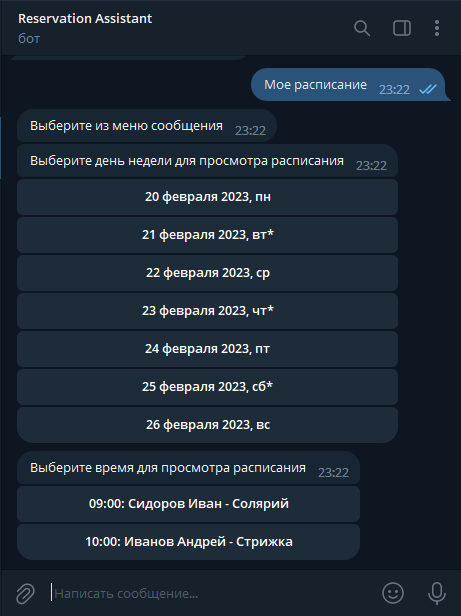 Reservation Assistant
бот
Мое расписание 23:22
Выберите из меню сообщения 23:22
Выберите день недели для просмотра расписания 23:22
20 февраля 2023, пн
21 февраля 2023, вт*
22 февраля 2023, ср
23 февраля 2023, чт*
24 февраля 2023, пт
25 февраля 2023, сб*
26 февраля 2023, вс
Выберите время для просмотра расписания 23:22
09:00: Сидоров Иван - Солярий
10:00: Иванов Андрей - Стрижка
Написать сообщение...